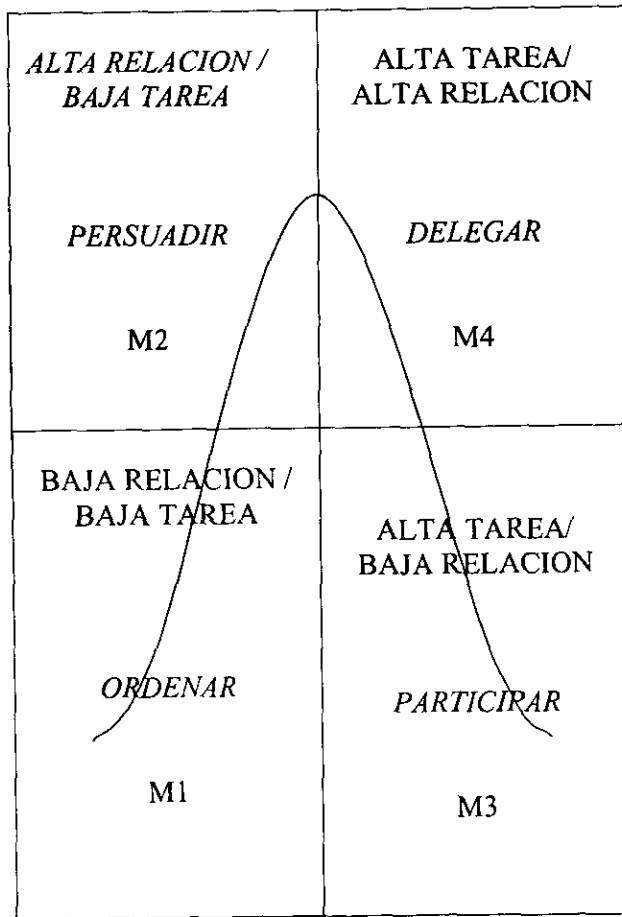 ALTA RELACION /
BAJA TAREA
PERSUADIR
M2
ALTA TAREA/
ALTA RELACION
DELEGAR
M4
BAJA RELACION /
BAJA TAREA
ORDENAR
M1
ALTA TAREA/
BAJA RELACION
PARTICIPAR
M3